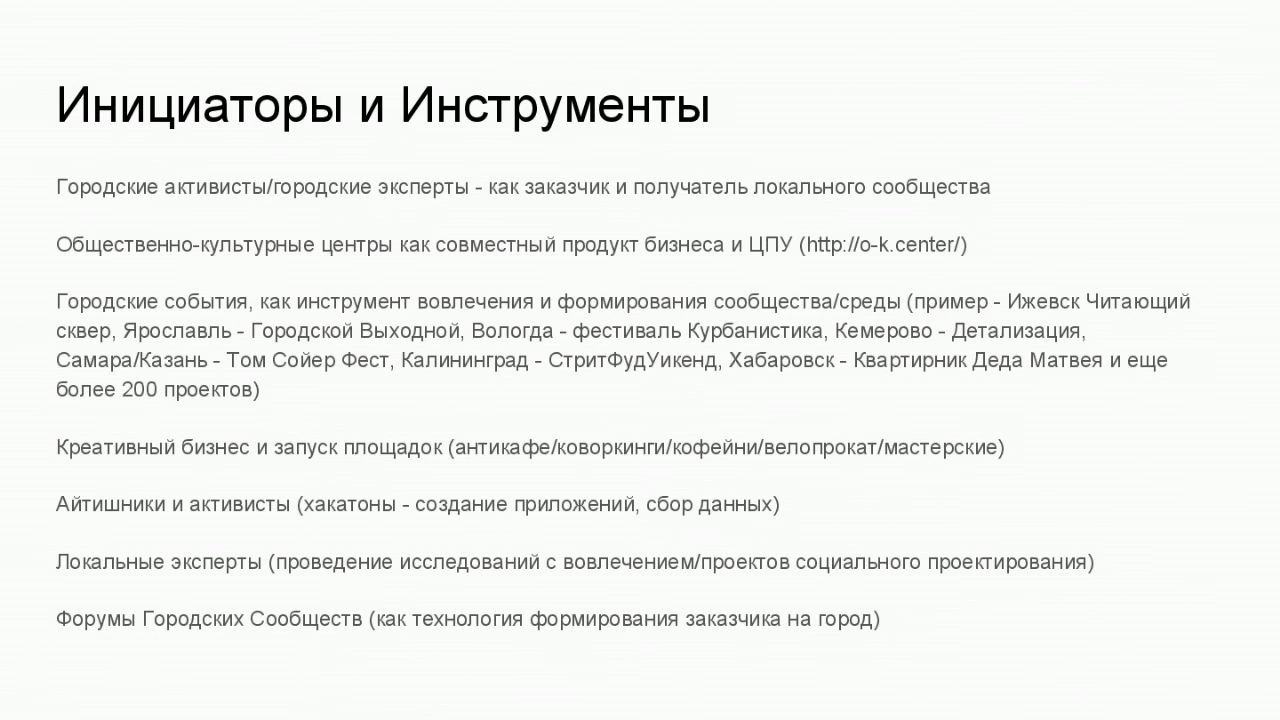 Инициаторы и Инструменты
Городские активисты/городские эксперты - как заказчик и получатель локального сообщества
Общественно-культурные центры как совместный продукт бизнеса и ЦПУ (http://o-k.center/)
Городские события, как инструмент вовлечения и формирования сообщества/среды (пример - Ижевск Читающий
сквер, Ярославль - Городской Выходной, Вологда - фестиваль Курбанистика, Кемерово - Детализация,
Самара/Казань - Том Сойер Фест, Калининград - СтритФудУикенд, Хабаровск - Квартирник Деда Матвея и еще
более 200 проектов)
Креативный бизнес и запуск площадок (антикафе/коворкинги/кофейни/велопрокат/мастерские)
Айтишники и активисты (хакатоны - создание приложений, сбор данных)
Локальные эксперты (проведение исследований с вовлечением/проектов социального проектирования)
Форумы Городских Сообществ (как технология формирования заказчика на город)